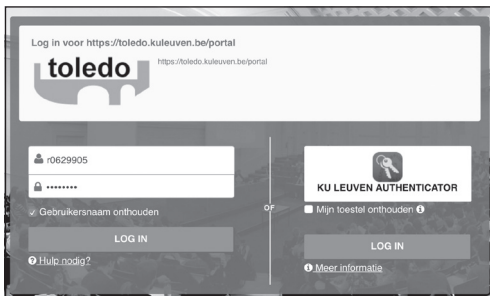 Log in voor https://toledo.kuleuven.be/portal
toledo
https://toledo.kuleuven.be/portal
r0629905
••••••••
Gebruikersnaam onthouden
LOG IN
Hulp nodig?
OF
KU LEUVEN AUTHENTICATOR
Mijn toestel onthouden
LOG IN
Meer informatie